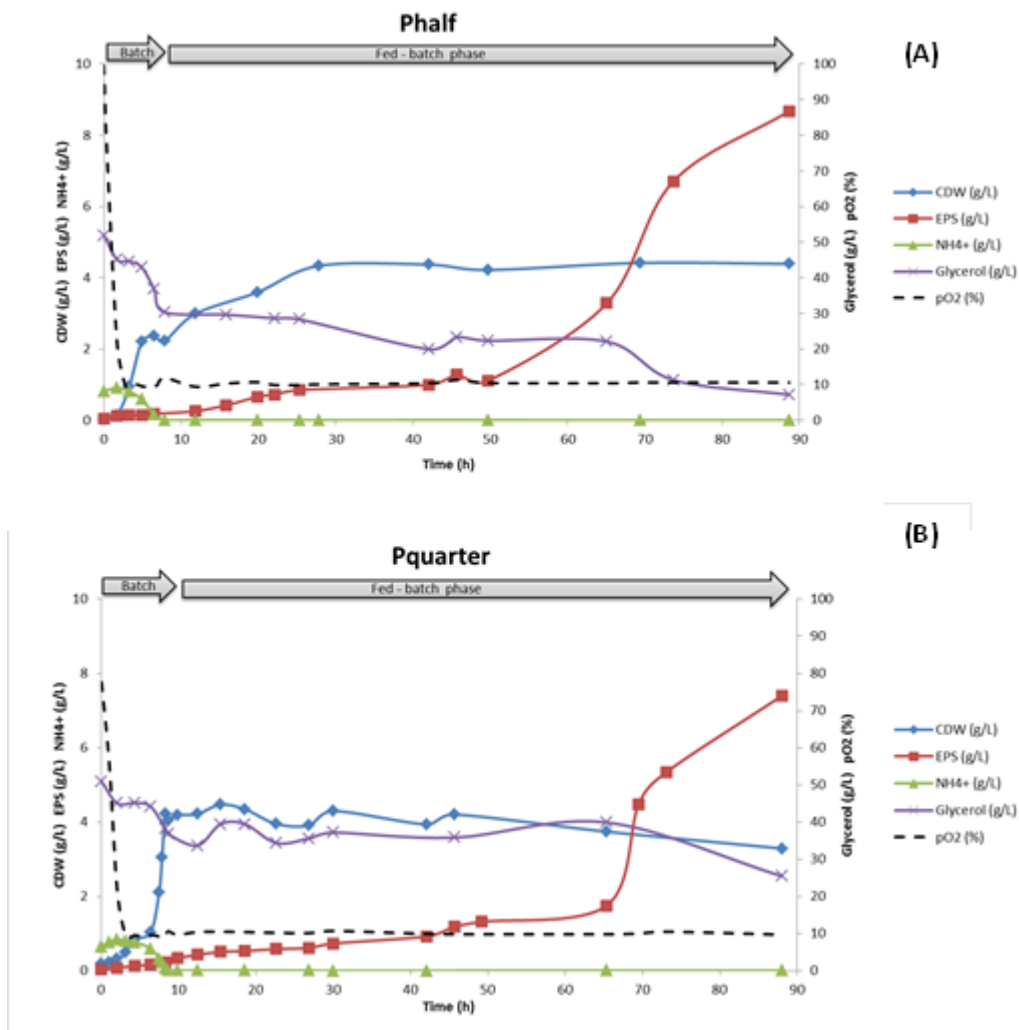 Phalf
(A)
Batch
Fed - batch phase
10
8
6
4
2
0
CDW (g/L) EPS (g/L) NH4+ (g/L)
100
90
80
70
60
50
40
30
20
10
0
Glycerol (g/L) pO2 (%)
0 10 20 30 40 50 60 70 80 90
Time (h)
CDW (g/L)
EPS (g/L)
NH4+ (g/L)
Glycerol (g/L)
pO2 (%)
(B)
Pquarter
Batch
Fed - batch phase
10
8
6
4
2
0
CDW (g/L) EPS (g/L) NH4+ (g/L)
100
90
80
70
60
50
40
30
20
10
0
Glycerol (g/L) pO2 (%)
0 10 20 30 40 50 60 70 80 90
Time (h)
CDW (g/L)
EPS (g/L)
NH4+ (g/L)
Glycerol (g/L)
pO2 (%)